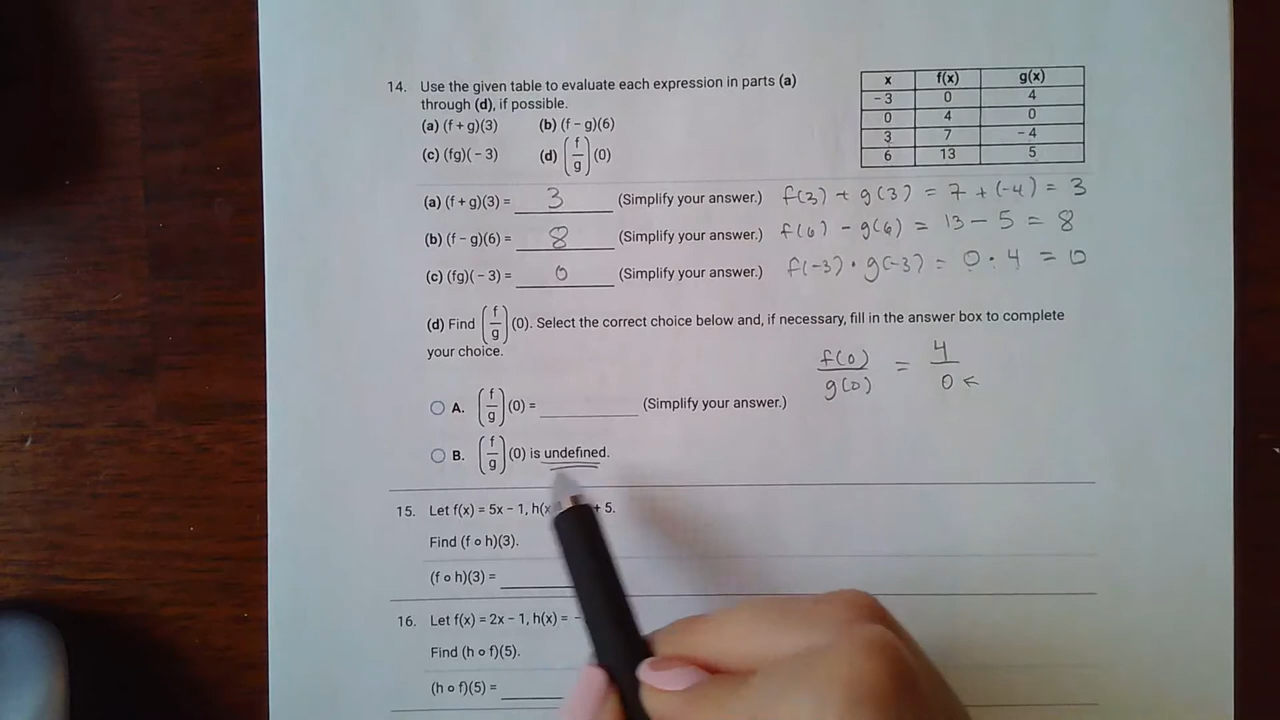 14. Use the given table to evaluate each expression in parts (a)
through (d), if possible.
(a) (f + g)(3) (b) (f − g)(6)
(c) (fg)( − 3) (d) (f/g)(0)
x f(x) g(x)
− 3 0 4
0 4 0
3 7 − 4
6 13 5
(a) (f + g)(3) = 3 (Simplify your answer.) f(3) + g(3) = 7 + (-4) = 3
(b) (f − g)(6) = 8 (Simplify your answer.) f(6) - g(6) = 13 - 5 = 8
(c) (fg)( − 3) = 0 (Simplify your answer.) f(-3) · g(-3) = 0 · 4 = 0
(d) Find (f/g)(0). Select the correct choice below and, if necessary, fill in the answer box to complete
your choice.
f(0)/g(0) = 4/0 ←
A. (f/g)(0) = (Simplify your answer.)
B. (f/g)(0) is undefined.
15. Let f(x) = 5x − 1, h(x + 5.
Find (f o h)(3).
(f o h)(3) =
16. Let f(x) = 2x − 1, h(x) = −
Find (h o f)(5).
(h o f)(5) =